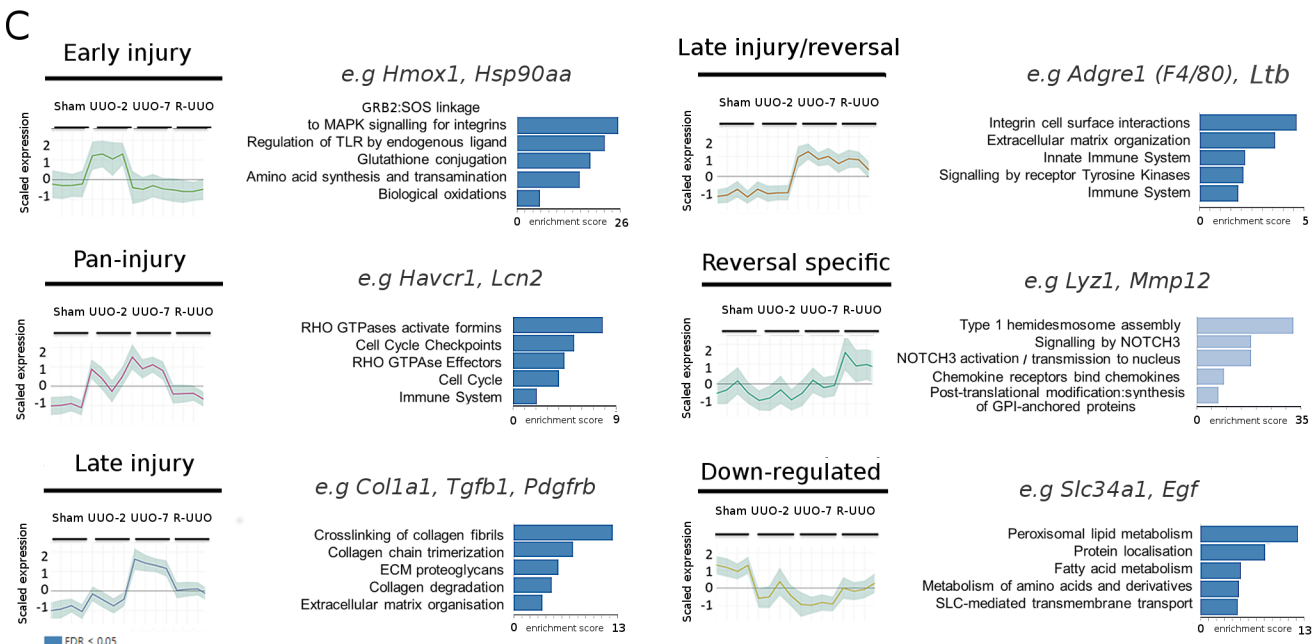 C
Early injury
e.g Hmox1, Hsp90aa
Sham UUO-2 UUO-7 R-UUO
Scaled expression
2
1
0
-1
GRB2:SOS linkage
to MAPK signalling for integrins
Regulation of TLR by endogenous ligand
Glutathione conjugation
Amino acid synthesis and transamination
Biological oxidations
0 enrichment score 26
Late injury/reversal
e.g Adgre1 (F4/80), Ltb
Sham UUO-2 UUO-7 R-UUO
Scaled expression
2
1
0
-1
Integrin cell surface interactions
Extracellular matrix organization
Innate Immune System
Signalling by receptor Tyrosine Kinases
Immune System
0 enrichment score 5
Pan-injury
e.g Havcr1, Lcn2
Sham UUO-2 UUO-7 R-UUO
Scaled expression
2
1
0
-1
RHO GTPases activate formins
Cell Cycle Checkpoints
RHO GTPAse Effectors
Cell Cycle
Immune System
0 enrichment score 9
Reversal specific
e.g Lyz1, Mmp12
Sham UUO-2 UUO-7 R-UUO
Scaled expression
2
1
0
-1
Type 1 hemidesmosome assembly
Signalling by NOTCH3
NOTCH3 activation / transmission to nucleus
Chemokine receptors bind chemokines
Post-translational modification:synthesis
of GPI-anchored proteins
0 enrichment score 35
Late injury
e.g Col1a1, Tgfb1, Pdgfrb
Sham UUO-2 UUO-7 R-UUO
Scaled expression
2
1
0
-1
Crosslinking of collagen fibrils
Collagen chain trimerization
ECM proteoglycans
Collagen degradation
Extracellular matrix organisation
0 enrichment score 13
FDR < 0.05
Down-regulated
e.g Slc34a1, Egf
Sham UUO-2 UUO-7 R-UUO
Scaled expression
2
1
0
-1
Peroxisomal lipid metabolism
Protein localisation
Fatty acid metabolism
Metabolism of amino acids and derivatives
SLC-mediated transmembrane transport
0 enrichment score 13